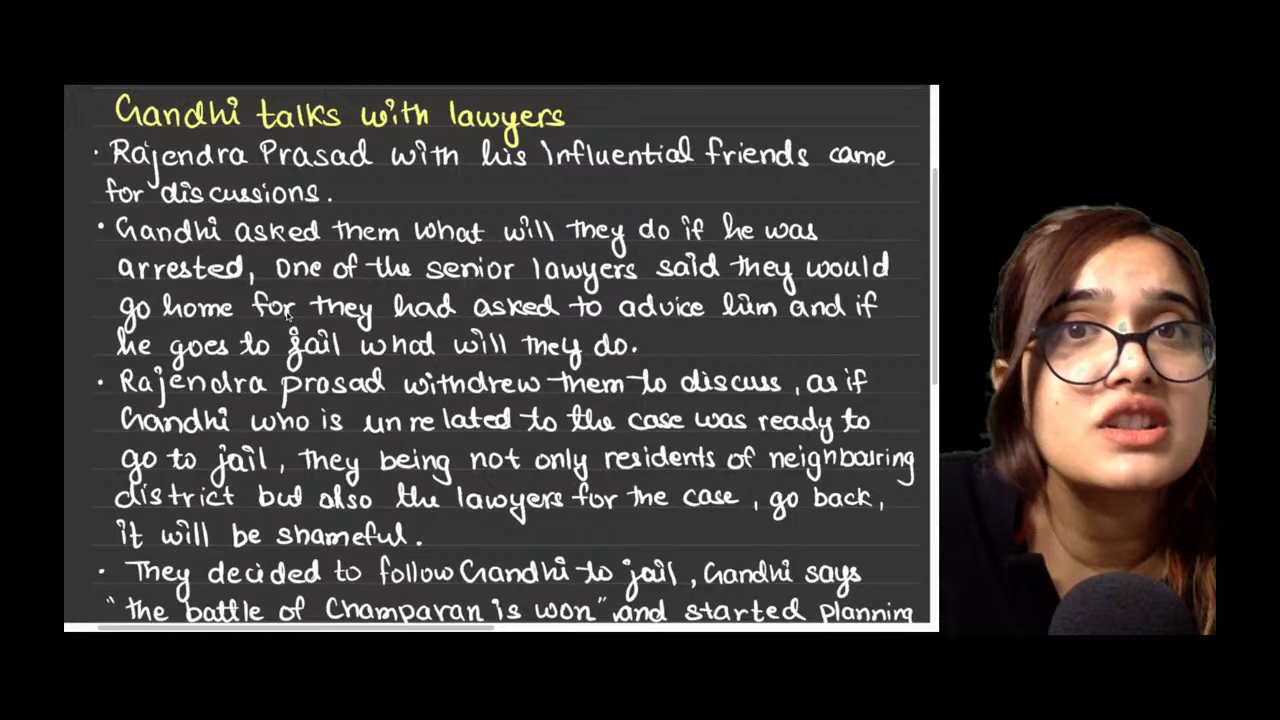 Gandhi talks with lawyers
· Rajendra Prasad with his Influential friends came
for discussions.
· Gandhi asked them what will they do if he was
arrested, One of the senior lawyers said they would
go home for they had asked to advice him and if
he goes to jail what will they do.
· Rajendra prasad withdrew them to discuss, as if
Gandhi who is unrelated to the case was ready to
go to jail, they being not only residents of neighbouring
district but also the lawyers for the case, go back,
it will be shameful.
· They decided to follow Gandhi to jail, Gandhi says
"the battle of Champaran is won" and started planning